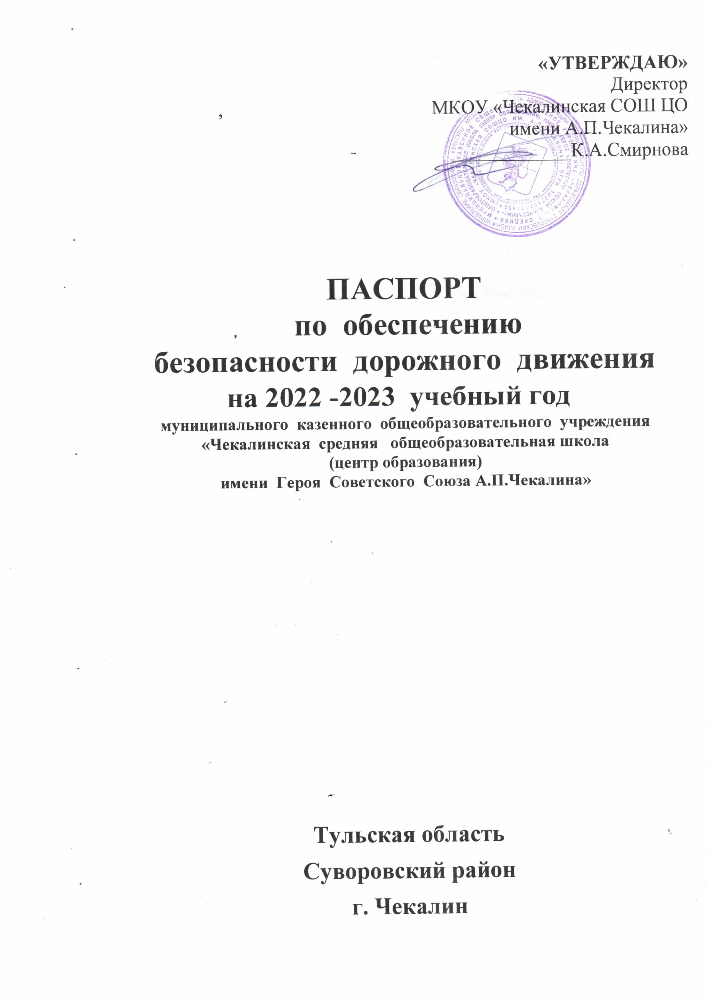 «УТВЕРЖДАЮ»
Директор
МКОУ «Чекалинская СОШ ЦО
имени А.П.Чекалина»
К.А.Смирнова
ПАСПОРТ
по обеспечению
безопасности дорожного движения
на 2022 -2023 учебный год
муниципального казенного общеобразовательного учреждения
«Чекалинская средняя общеобразовательная школа
(центр образования)
имени Героя Советского Союза А.П.Чекалина»
Тульская область
Суворовский район
г. Чекалин